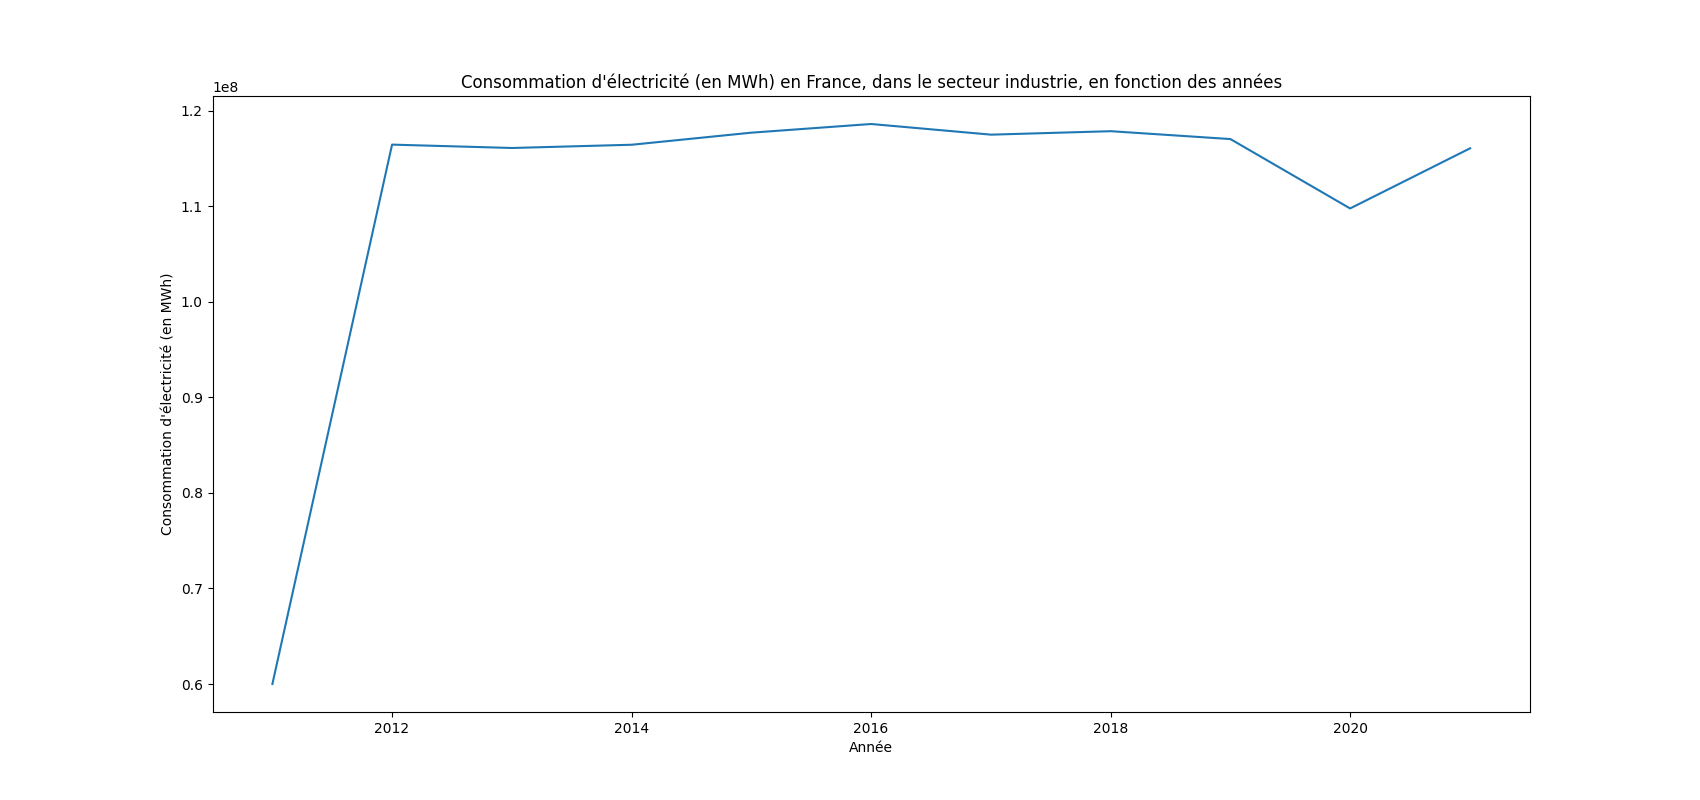 Consommation d'électricité (en MWh) en France, dans le secteur industrie, en fonction des années
1e8
1.2
1.1
1.0
0.9
0.8
0.7
0.6
Consommation d'électricité (en MWh)
2012 2014 2016 2018 2020
Année